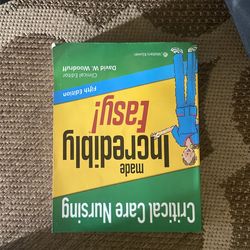 Critical Care Nursing
made
Incredibly
Easy!
Fifth Edition
Clinical Editor
David W. Woodruff
Wolters Kluwer